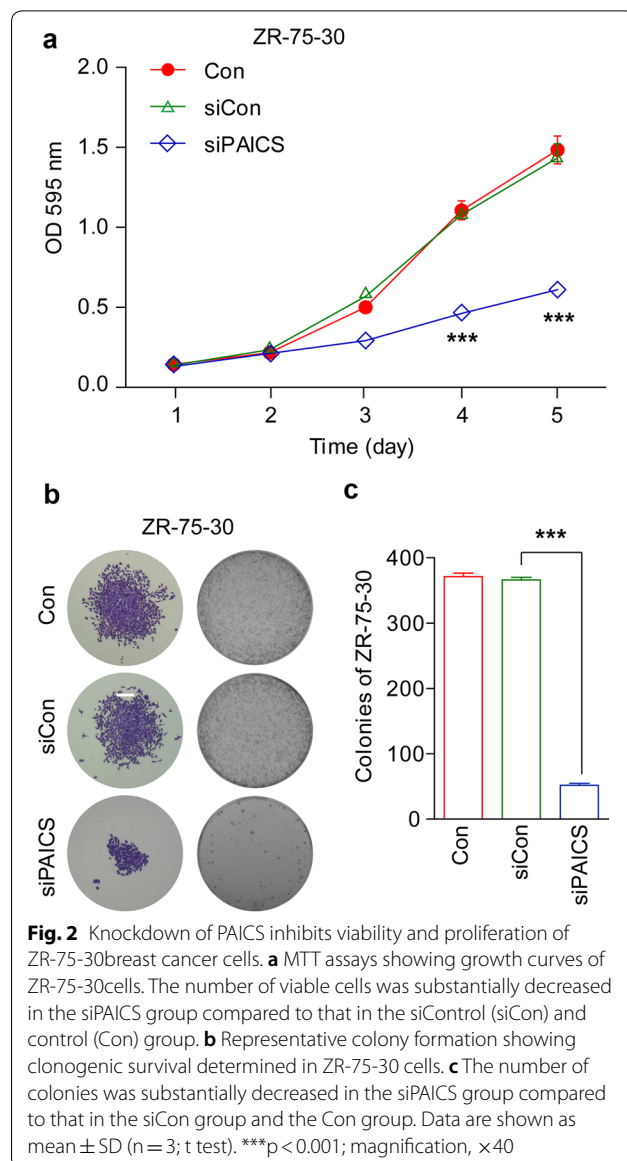 a
ZR-75-30
2.0
Con
siCon
siPAICS
1.5
OD 595 nm
1.0
0.5
***
***
0.0
1 2 3 4 5
Time (day)
b
ZR-75-30
Con
siCon
siPAICS
c
***
400
300
200
100
0
Colonies of ZR-75-30
Con
siCon
siPAICS
Fig. 2 Knockdown of PAICS inhibits viability and proliferation of
ZR-75-30breast cancer cells. a MTT assays showing growth curves of
ZR-75-30cells. The number of viable cells was substantially decreased
in the siPAICS group compared to that in the siControl (siCon) and
control (Con) group. b Representative colony formation showing
clonogenic survival determined in ZR-75-30 cells. c The number of
colonies was substantially decreased in the siPAICS group compared
to that in the siCon group and the Con group. Data are shown as
mean ± SD (n = 3; t test). ***p < 0.001; magnification, ×40